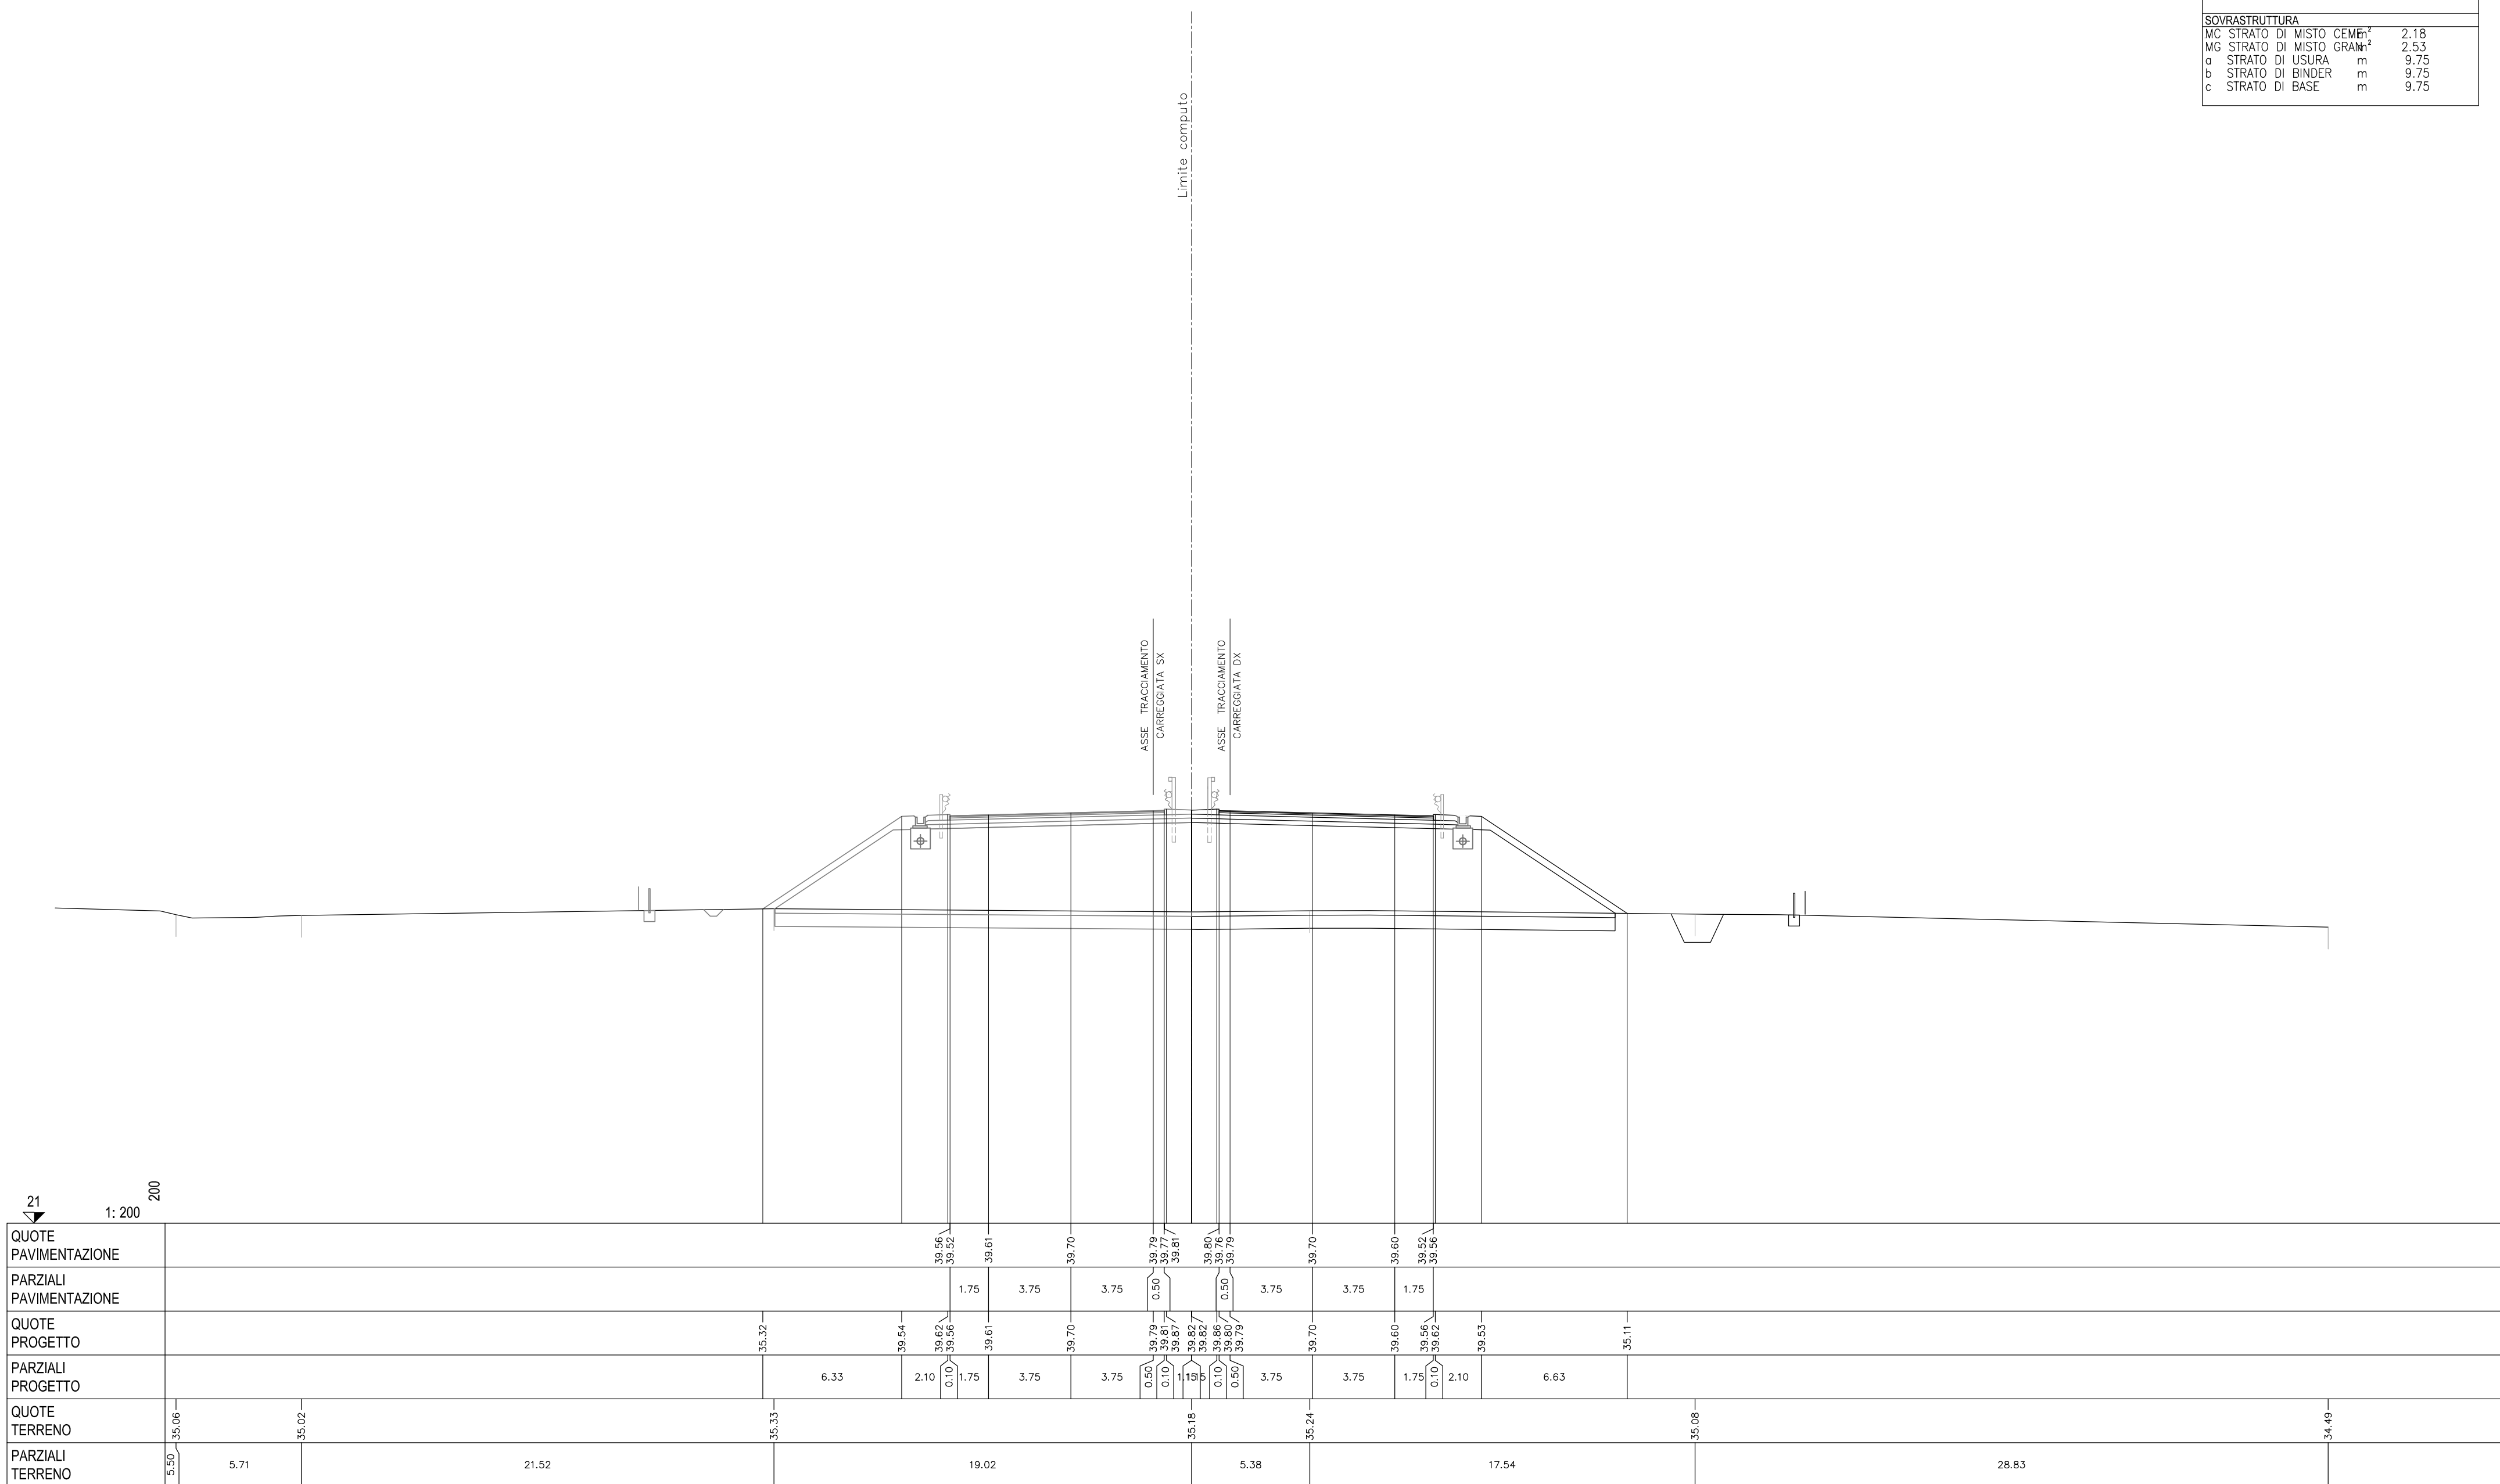 SOVRASTRUTTURA
MC STRATO DI MISTO CEME m² 2.18
MG STRATO DI MISTO GRAN m² 2.53
a STRATO DI USURA m 9.75
b STRATO DI BINDER m 9.75
c STRATO DI BASE m 9.75
Limite computo
ASSE TRACCIAMENTO
CARREGGIATA SX
ASSE TRACCIAMENTO
CARREGGIATA DX
21
1: 200
200
QUOTE
PAVIMENTAZIONE
39.56 39.52 39.61 39.70 39.79 39.77 39.81 39.80 39.76 39.79 39.70 39.60 39.52 39.56
PARZIALI
PAVIMENTAZIONE
1.75 3.75 3.75 0.50 0.50 3.75 3.75 1.75
QUOTE
PROGETTO
35.32 39.54 39.62 39.56 39.61 39.70 39.79 39.81 39.87 39.82 39.82 39.86 39.80 39.79 39.70 39.60 39.56 39.62 39.53 35.11
PARZIALI
PROGETTO
6.33 2.10 0.10 1.75 3.75 3.75 0.50 0.10 1.15 1.15 0.10 0.50 3.75 3.75 1.75 0.10 2.10 6.63
QUOTE
TERRENO
35.06 35.02 35.33 35.18 35.24 35.08 34.49
PARZIALI
TERRENO
5.50 5.71 21.52 19.02 5.38 17.54 28.83